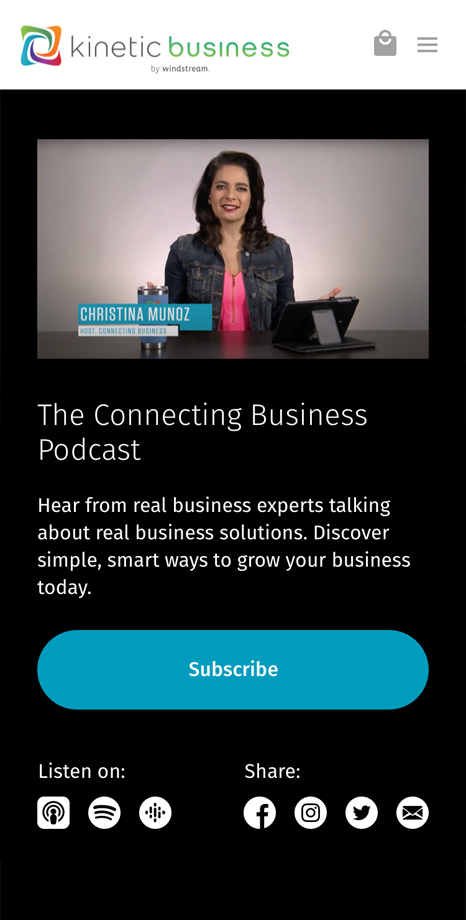 kinetic business
by windstream.
CHRISTINA MUNOZ
HOST, CONNECTING BUSINESS
The Connecting Business
Podcast
Hear from real business experts talking
about real business solutions. Discover
simple, smart ways to grow your business
today.
Subscribe
Listen on:
Share: